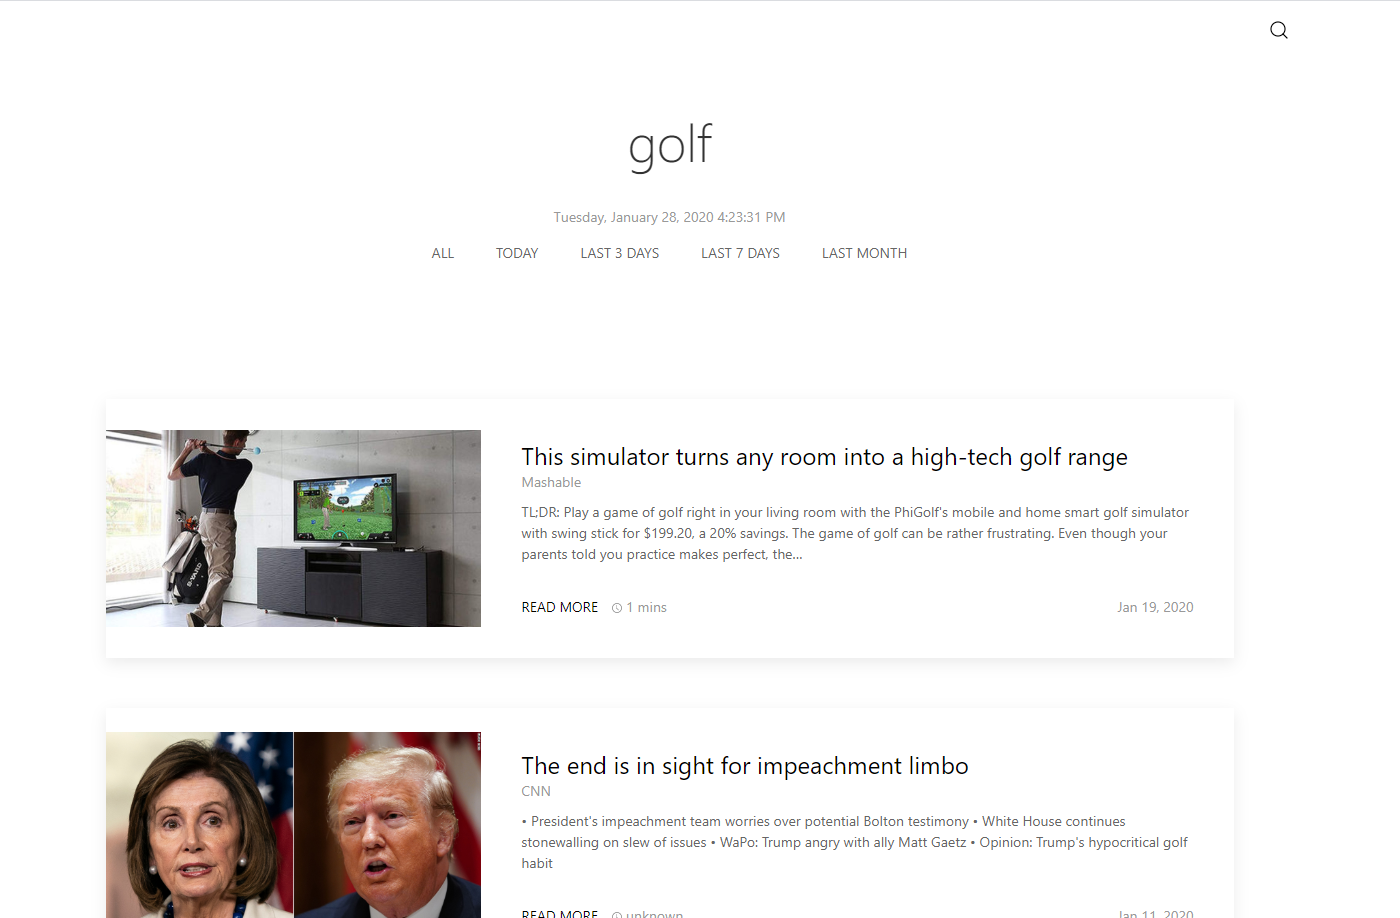 golf
Tuesday, January 28, 2020 4:23:31 PM
ALL TODAY LAST 3 DAYS LAST 7 DAYS LAST MONTH
This simulator turns any room into a high-tech golf range
Mashable
TL;DR: Play a game of golf right in your living room with the PhiGolf's mobile and home smart golf simulator
with swing stick for $199.20, a 20% savings. The game of golf can be rather frustrating. Even though your
parents told you practice makes perfect, the...
READ MORE 1 mins Jan 19, 2020
The end is in sight for impeachment limbo
CNN
• President's impeachment team worries over potential Bolton testimony • White House continues
stonewalling on slew of issues • WaPo: Trump angry with ally Matt Gaetz • Opinion: Trump's hypocritical golf
habit
READ MORE unknown Jan 11, 2020